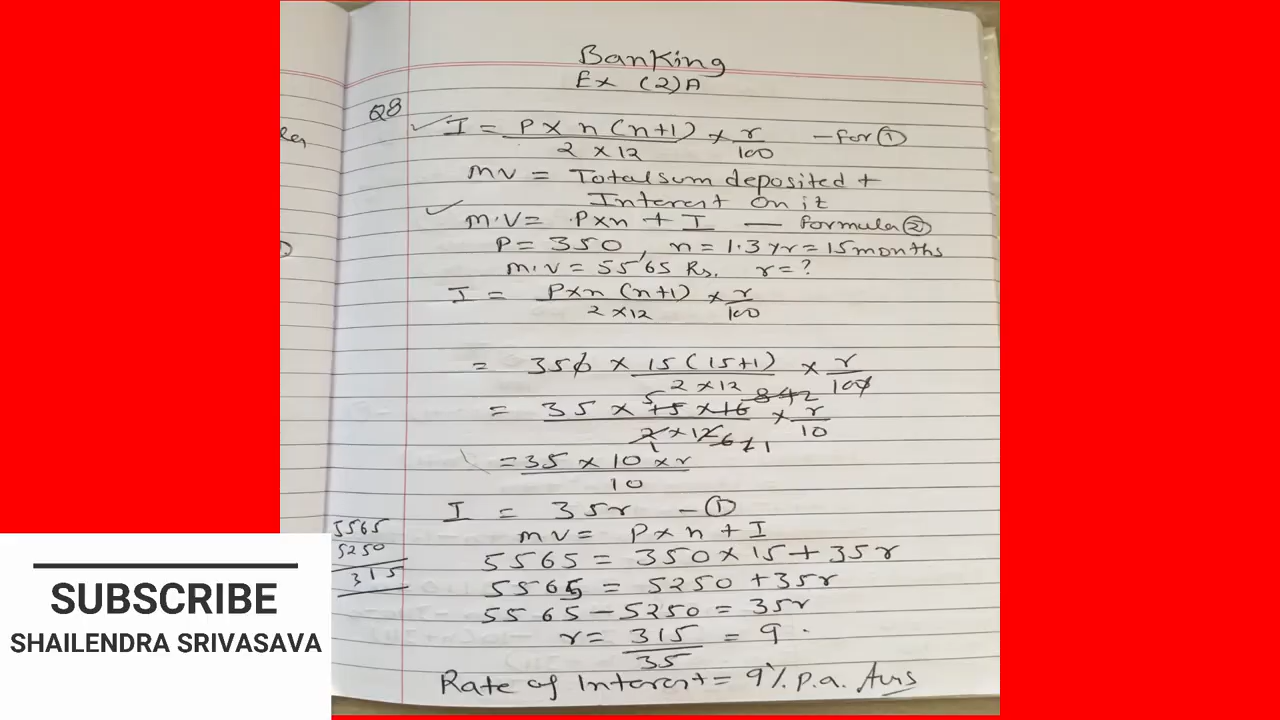 Banking
Ex (2)A
Q8
I = P × n (n+1) / 2 × 12 × r / 100 – for ①
MV = Total sum deposited +
Interest on it
M.V = P×n + I — Formula ②
P = 350, n = 1.3 yr = 15 months
M.V = 5565 Rs. r = ?
I = P×n (n+1) / 2 × 12 × r / 100
= 350 × 15 (15+1) / 2 × 12 × r / 100
= 35 × 15 × 16 / 2 × 12 × r / 10
= 35 × 10 × r / 10
I = 35r – ①
MV = P × n + I
5565 = 350 × 15 + 35r
5565 = 5250 + 35r
5565 – 5250 = 35r
r = 315 / 35 = 9.
Rate of Interest = 9% p.a. Ans
5565
5250
315
SUBSCRIBE
SHAILENDRA SRIVASAVA